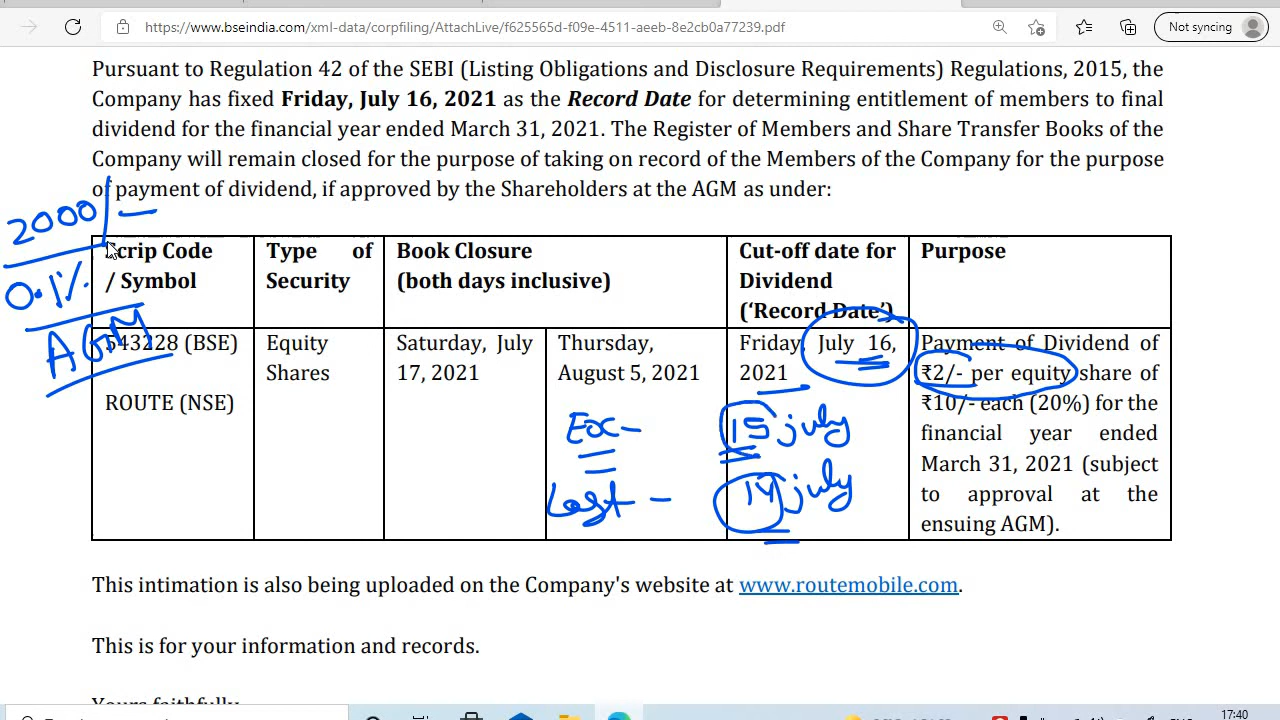 https://www.bseindia.com/xml-data/corpfiling/AttachLive/f625565d-f09e-4511-aeeb-8e2cb0a77239.pdf
Not syncing
Pursuant to Regulation 42 of the SEBI (Listing Obligations and Disclosure Requirements) Regulations, 2015, the
Company has fixed Friday, July 16, 2021 as the Record Date for determining entitlement of members to final
dividend for the financial year ended March 31, 2021. The Register of Members and Share Transfer Books of the
Company will remain closed for the purpose of taking on record of the Members of the Company for the purpose
of payment of dividend, if approved by the Shareholders at the AGM as under:
2000/-
0.1%
AGM
Scrip Code
/ Symbol
Type of
Security
Book Closure
(both days inclusive)
Cut-off date for
Dividend
('Record Date')
Purpose
543228 (BSE)
ROUTE (NSE)
Equity
Shares
Saturday, July
17, 2021
Thursday,
August 5, 2021
Friday, July 16,
2021
Payment of Dividend of
₹2/- per equity share of
₹10/- each (20%) for the
financial year ended
March 31, 2021 (subject
to approval at the
ensuing AGM).
15 july
Last - 14 july
This intimation is also being uploaded on the Company's website at www.routemobile.com.
This is for your information and records.
Yours faithfully
17:40